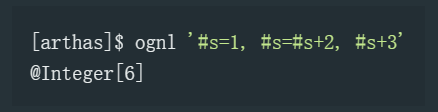 [arthas]$ ognl '#s=1, #s=#s+2, #s+3'
@Integer[6]